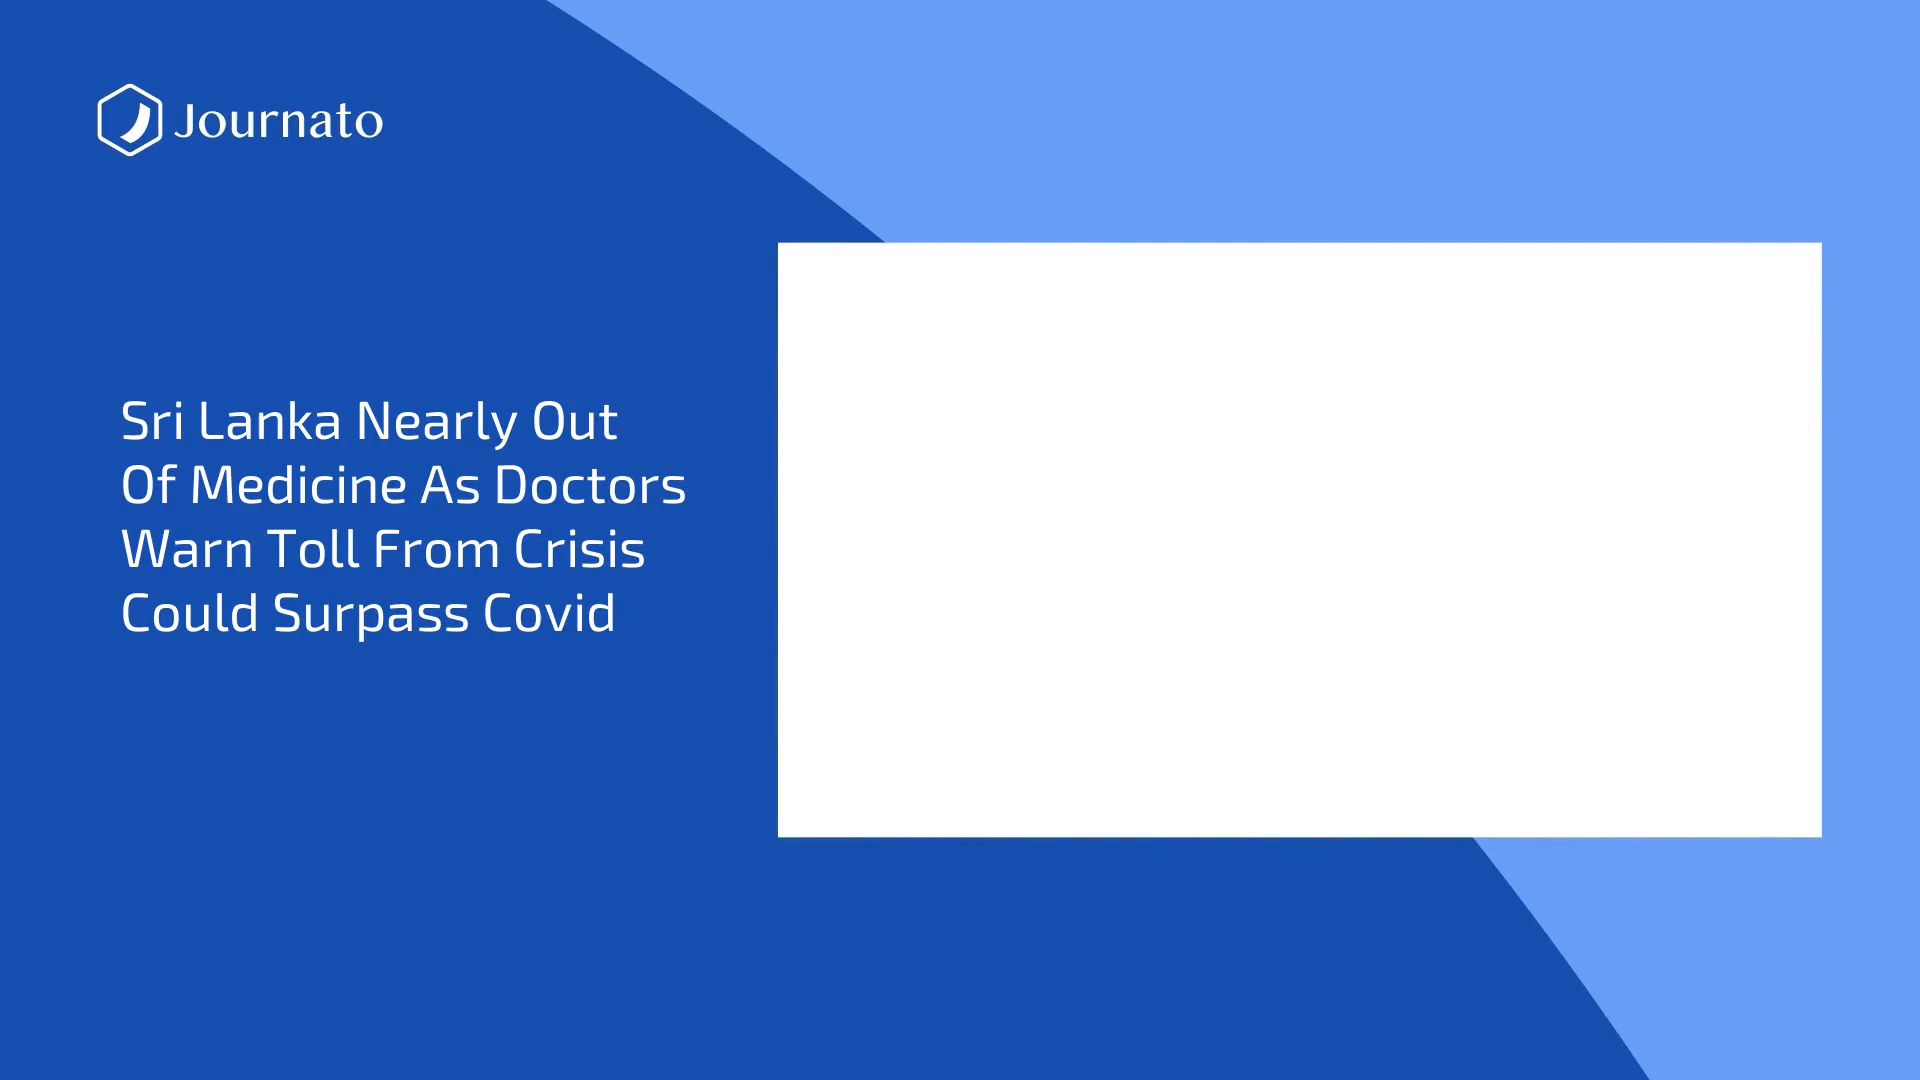 Journato
Sri Lanka Nearly Out
Of Medicine As Doctors
Warn Toll From Crisis
Could Surpass Covid